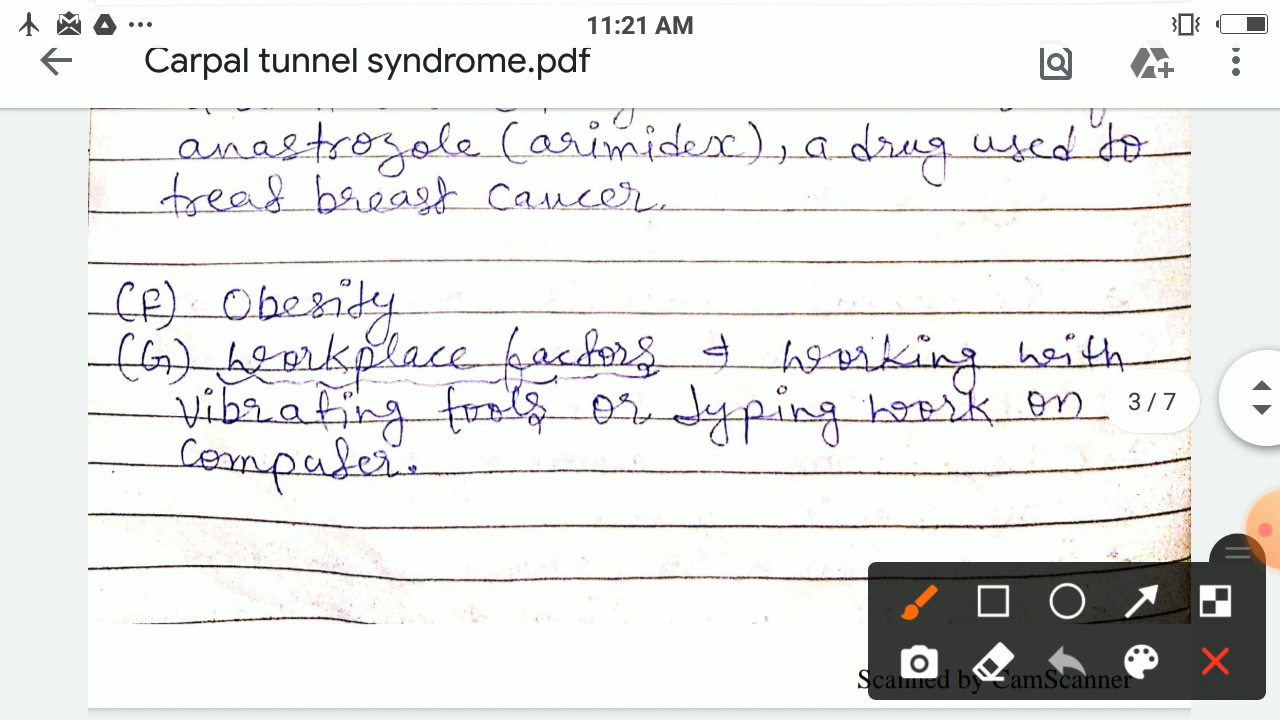 11:21 AM
Carpal tunnel syndrome.pdf
anastrozole (arimidex), a drug used to
treat breast cancer.
(F) Obesity
(G) workplace factors → working with
vibrating tools or typing work on
computer.
3 / 7
Scanned by CamScanner